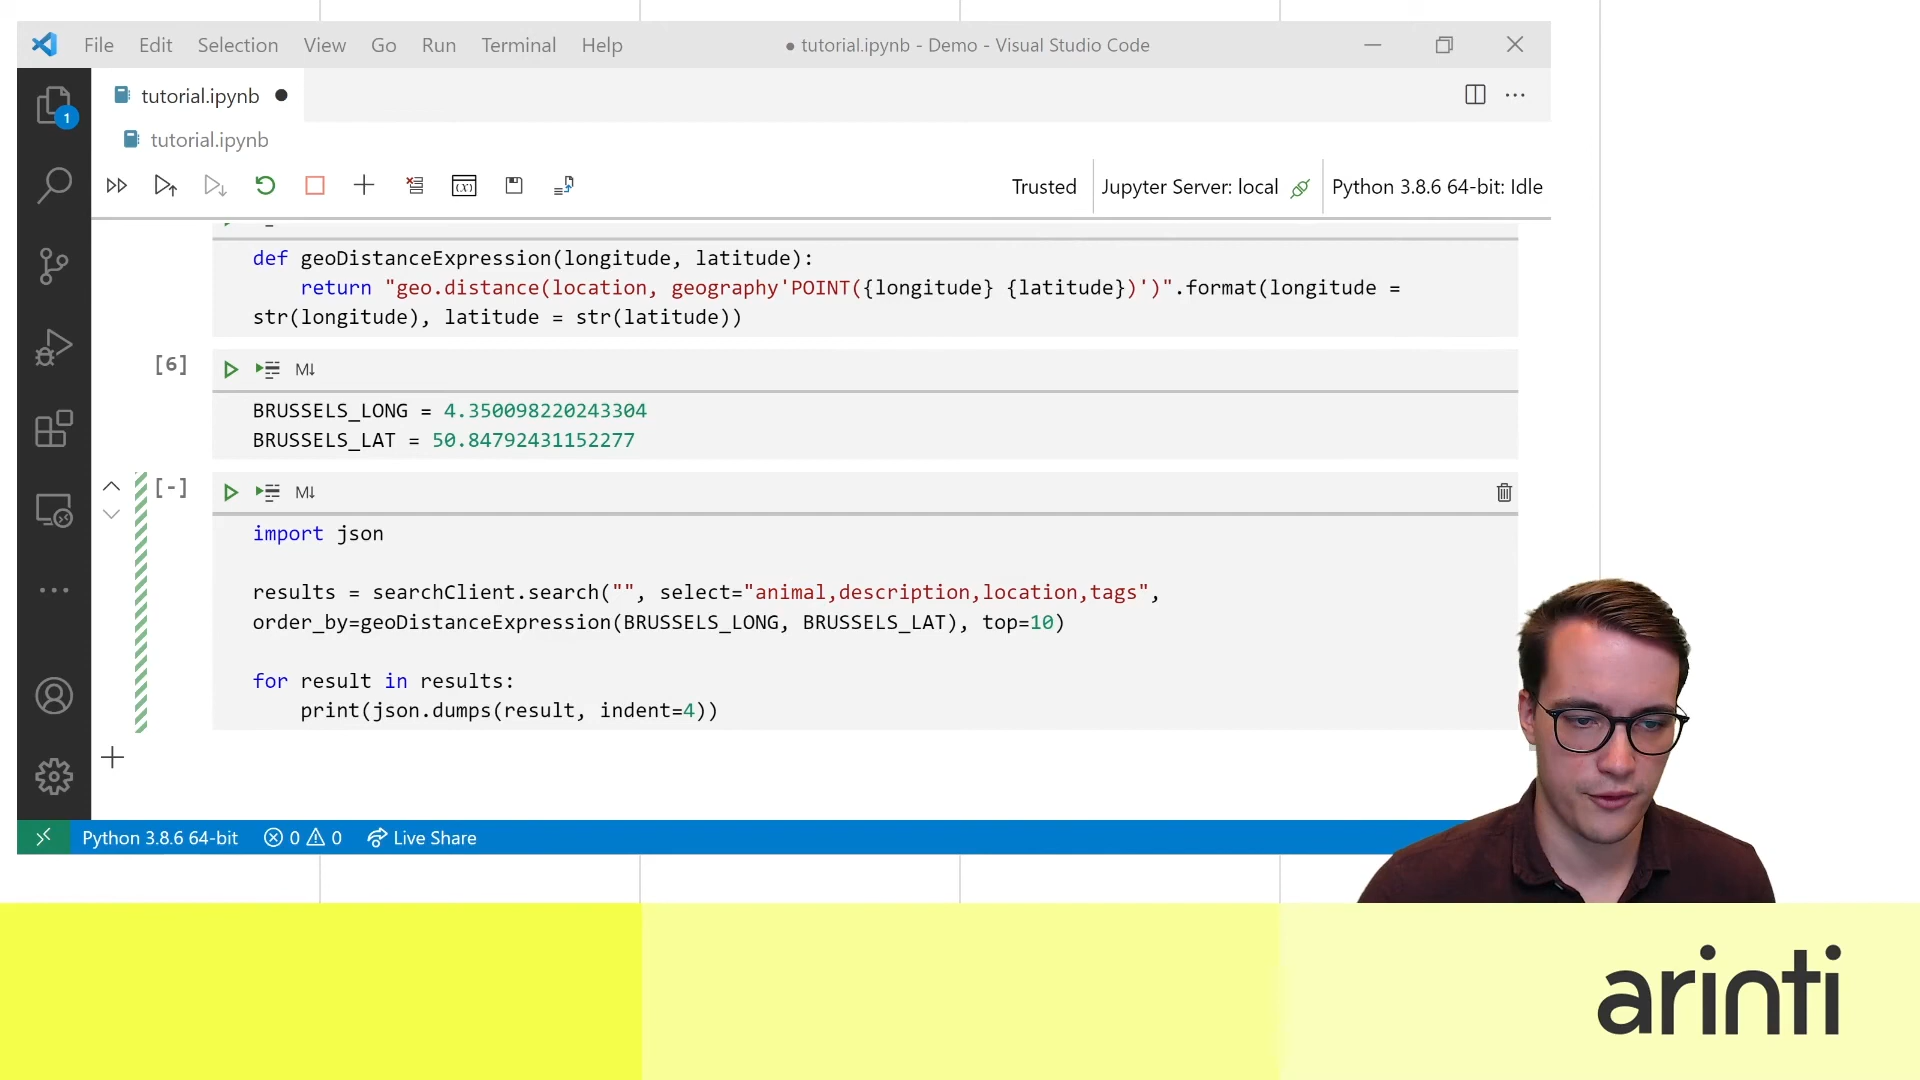 File Edit Selection View Go Run Terminal Help ● tutorial.ipynb - Demo - Visual Studio Code
1
tutorial.ipynb ●
tutorial.ipynb
Trusted Jupyter Server: local Python 3.8.6 64-bit: Idle
def geoDistanceExpression(longitude, latitude):
    return "geo.distance(location, geography'POINT({longitude} {latitude})')".format(longitude =
str(longitude), latitude = str(latitude))
[6] M↓
BRUSSELS_LONG = 4.350098220243304
BRUSSELS_LAT = 50.84792431152277
[-] M↓
import json
results = searchClient.search("", select="animal,description,location,tags",
order_by=geoDistanceExpression(BRUSSELS_LONG, BRUSSELS_LAT), top=10)
for result in results:
    print(json.dumps(result, indent=4))
Python 3.8.6 64-bit 0 0 Live Share
arinti